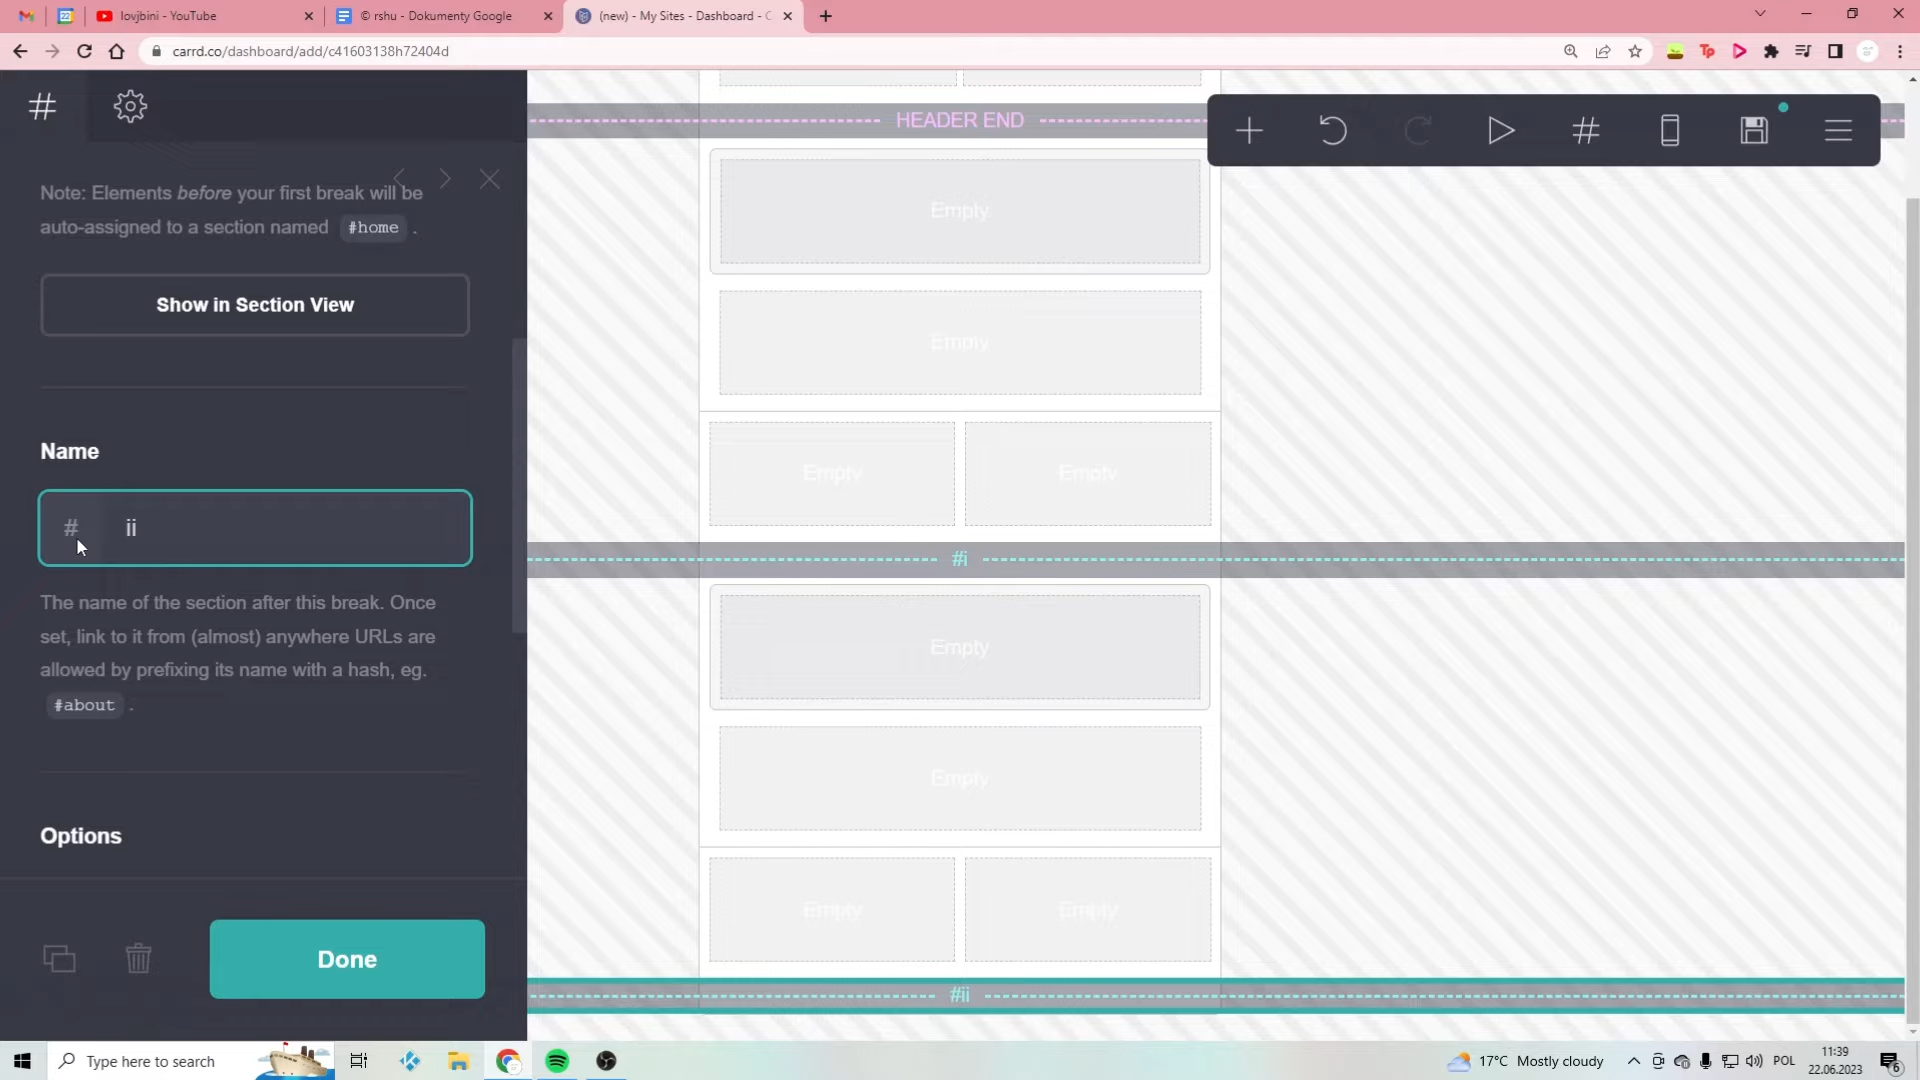 lovjbini - YouTube
© rshu - Dokumenty Google
(new) - My Sites - Dashboard - C
carrd.co/dashboard/add/c41603138h72404d
Note: Elements before your first break will be
auto-assigned to a section named #home .
Show in Section View
Name
# ii
The name of the section after this break. Once
set, link to it from (almost) anywhere URLs are
allowed by prefixing its name with a hash, eg.
#about .
Options
Done
HEADER END
Empty
Empty
Empty Empty
#i
Empty
Empty
Empty Empty
#ii
Type here to search
17°C Mostly cloudy
POL
11:39
22.06.2023
6